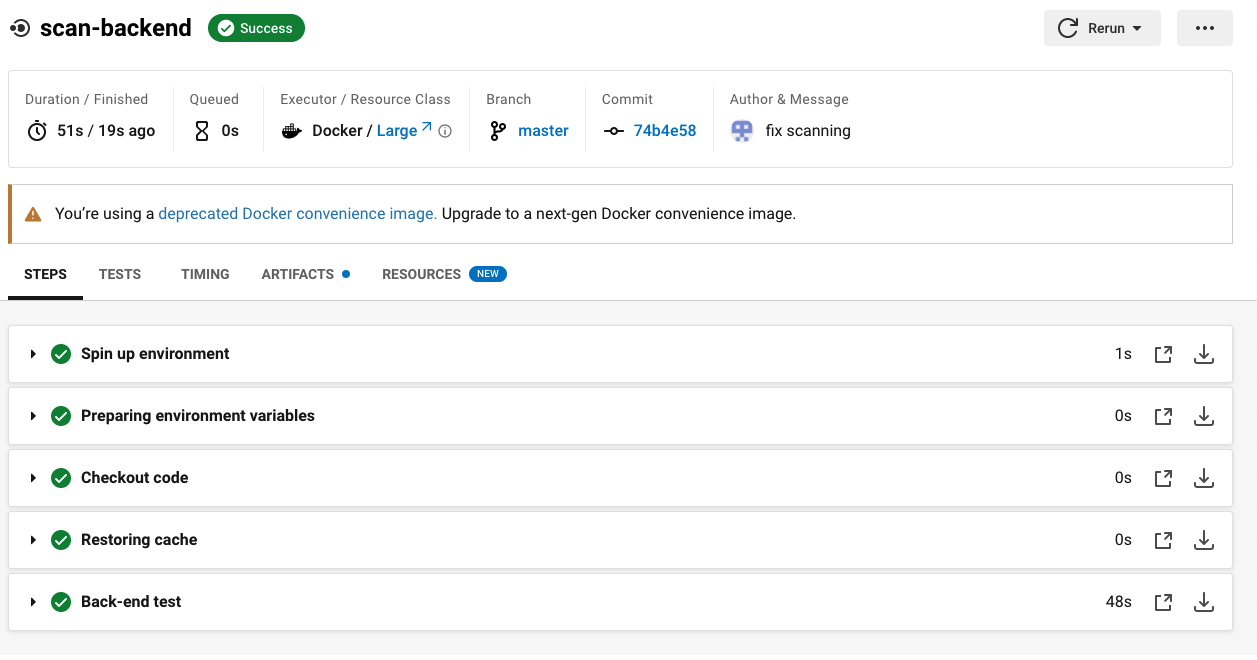 scan-backend Success Rerun
Duration / Finished Queued Executor / Resource Class Branch Commit Author & Message
51s / 19s ago 0s Docker / Large master 74b4e58 fix scanning
You’re using a deprecated Docker convenience image. Upgrade to a next-gen Docker convenience image.
STEPS TESTS TIMING ARTIFACTS RESOURCES NEW
Spin up environment 1s
Preparing environment variables 0s
Checkout code 0s
Restoring cache 0s
Back-end test 48s